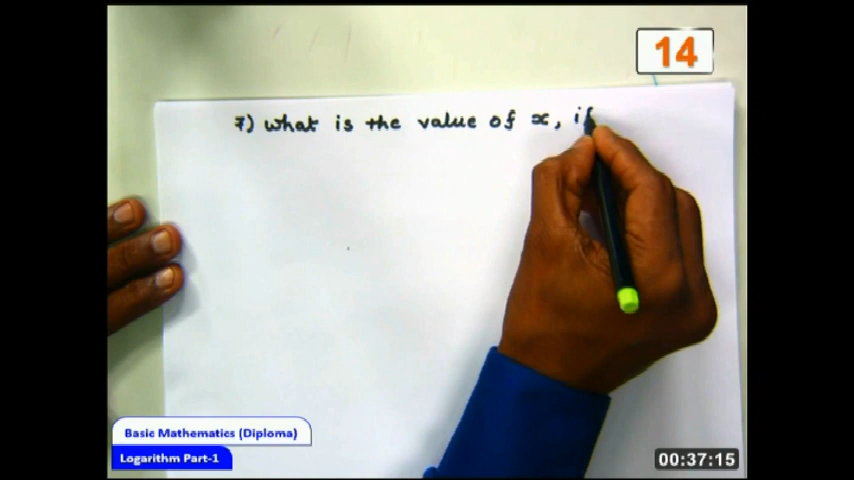 14
7) What is the value of x, if
Basic Mathematics (Diploma)
Logarithm Part-1
00:37:15